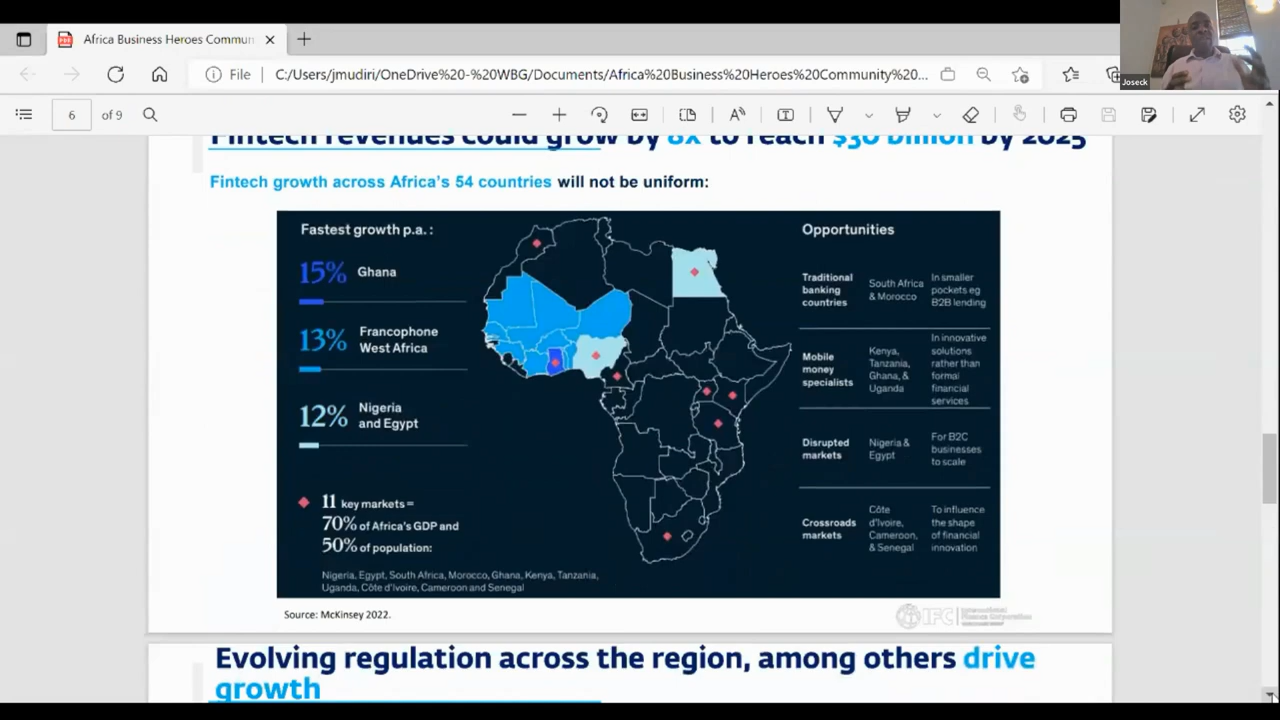 Africa Business Heroes Commun
File
C:/Users/jmudiri/OneDrive%20-%20WBG/Documents/Africa%20Business%20Heroes%20Community%20...
Joseck
6 of 9
Fintech revenues could grow by 8x to reach $30 billion by 2025
Fintech growth across Africa's 54 countries will not be uniform:
Fastest growth p.a.:
15% Ghana
13% Francophone
West Africa
12% Nigeria
and Egypt
11 key markets =
70% of Africa's GDP and
50% of population:
Nigeria, Egypt, South Africa, Morocco, Ghana, Kenya, Tanzania,
Uganda, Côte d'Ivoire, Cameroon and Senegal
Opportunities
Traditional
banking
countries
South Africa
& Morocco
In smaller
pockets eg
B2B lending
Mobile
money
specialists
Kenya,
Tanzania,
Ghana, &
Uganda
In innovative
solutions
rather than
formal
financial
services
Disrupted
markets
Nigeria &
Egypt
For B2C
businesses
to scale
Crossroads
markets
Côte
d'Ivoire,
Cameroon,
& Senegal
To influence
the shape
of financial
innovation
Source: McKinsey 2022.
IFC
International
Finance Corporation
Evolving regulation across the region, among others drive
growth